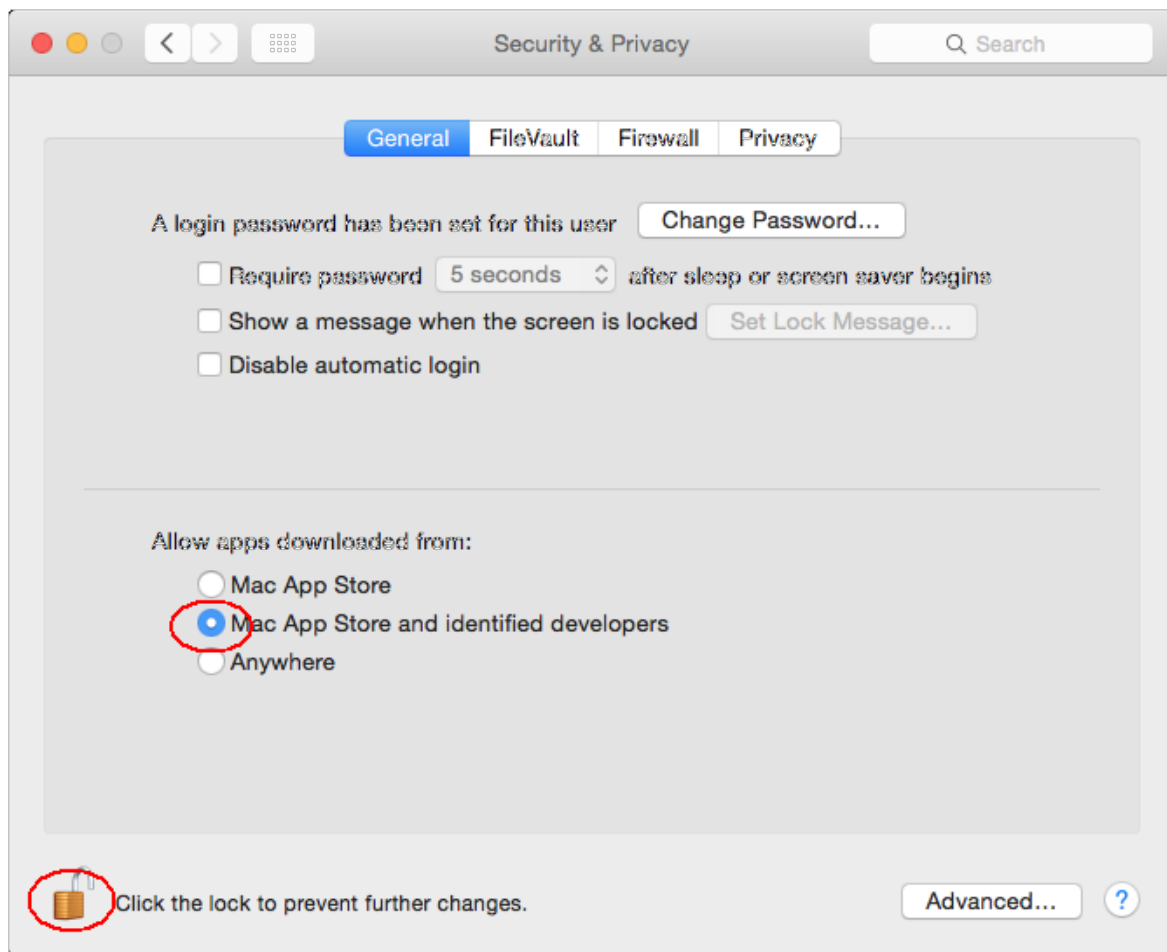 Security & Privacy
Search
General FileVault Firewall Privacy
A login password has been set for this user Change Password...
Require password 5 seconds after sleep or screen saver begins
Show a message when the screen is locked Set Lock Message...
Disable automatic login
Allow apps downloaded from:
Mac App Store
Mac App Store and identified developers
Anywhere
Click the lock to prevent further changes.
Advanced... ?